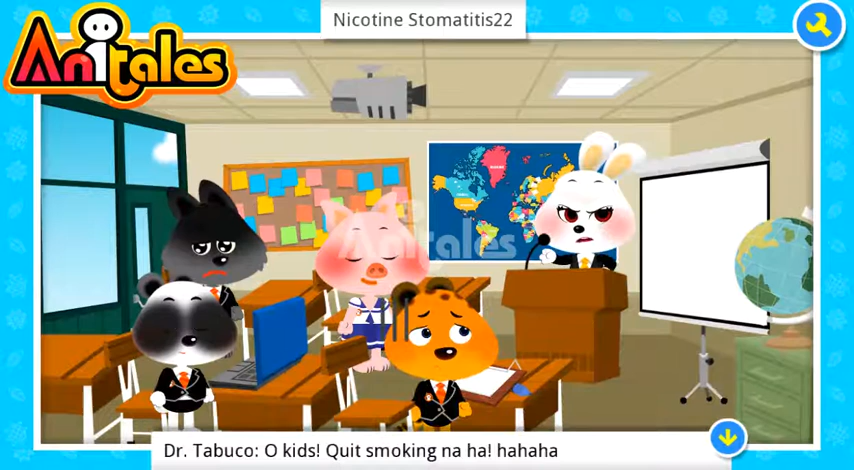 Nicotine Stomatitis22
Anitales
Anitales
Dr. Tabuco: O kids! Quit smoking na ha! hahaha